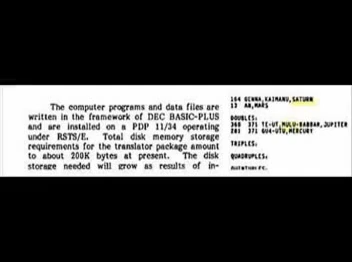 The computer programs and data files are
written in the framework of DEC BASIC-PLUS
and are installed on a PDP 11/34 operating
under RSTS/E. Total disk memory storage
requirements for the translator package amount
to about 200K bytes at present. The disk
storage needed will grow as results of in-
164 GENNA,KAIMANU,SATURN
13 AN,MARS
DOUBLES:
368 371 TE-UT,MULU-BABBAR,JUPITER
281 371 GU4-UTU,MERCURY
TRIPLES:
QUADRUPLES: